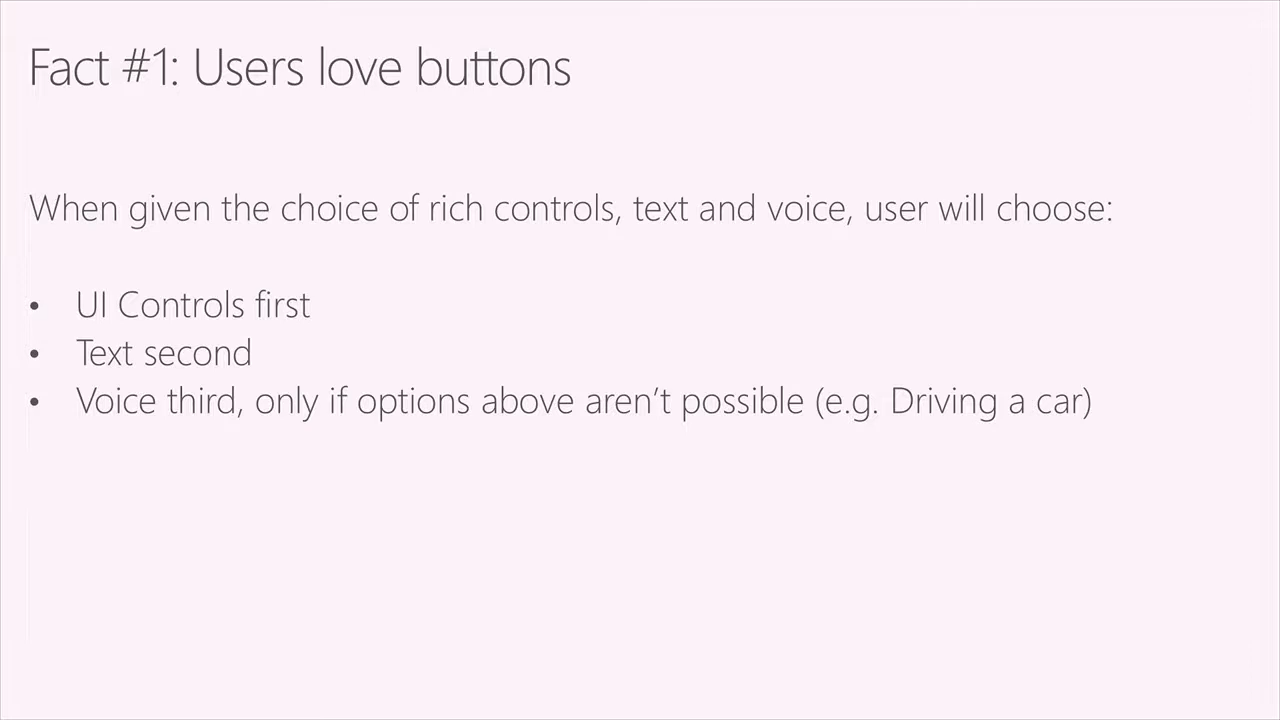 Fact #1: Users love buttons
When given the choice of rich controls, text and voice, user will choose:
• UI Controls first
• Text second
• Voice third, only if options above aren’t possible (e.g. Driving a car)